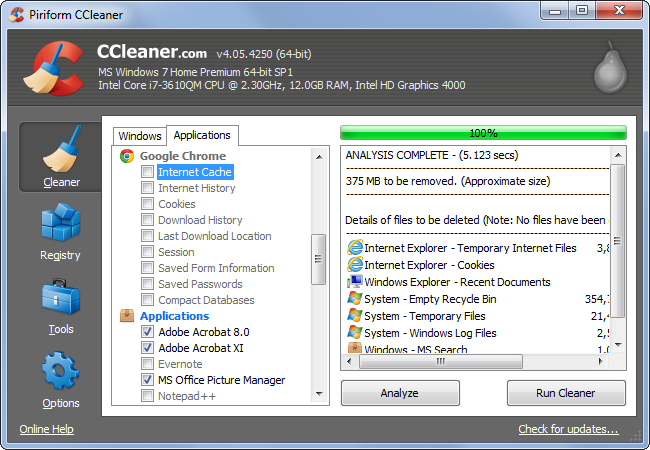 Piriform CCleaner
CCleaner.com v4.05.4250 (64-bit)
MS Windows 7 Home Premium 64-bit SP1
Intel Core i7-3610QM CPU @ 2.30GHz, 12.0GB RAM, Intel HD Graphics 4000
Cleaner
Registry
Tools
Options
Windows
Applications
Google Chrome
Internet Cache
Internet History
Cookies
Download History
Last Download Location
Session
Saved Form Information
Saved Passwords
Compact Databases
Applications
Adobe Acrobat 8.0
Adobe Acrobat XI
Evernote
MS Office Picture Manager
Notepad++
100%
ANALYSIS COMPLETE - (5.123 secs)
375 MB to be removed. (Approximate size)
Details of files to be deleted (Note: No files have been
Internet Explorer - Temporary Internet Files 3,8
Internet Explorer - Cookies
Windows Explorer - Recent Documents
System - Empty Recycle Bin 354,7
System - Temporary Files 21,4
System - Windows Log Files 2,5
Windows - MS Search 1,0
Analyze
Run Cleaner
Online Help
Check for updates...